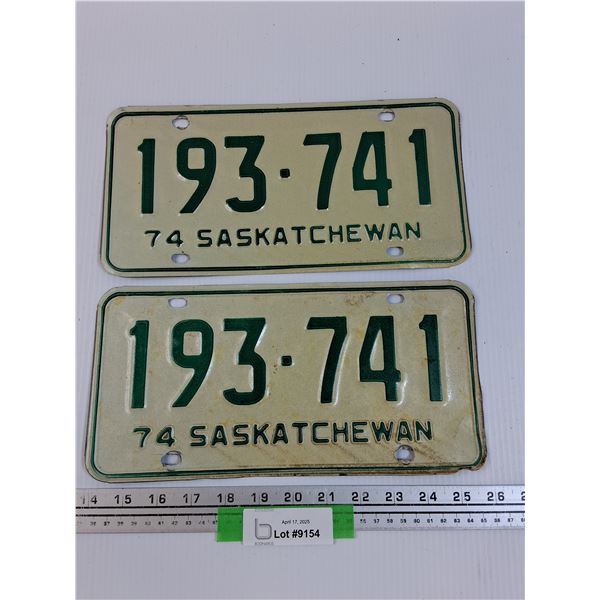 193·741
74 SASKATCHEWAN
193·741
74 SASKATCHEWAN
14 15 16 17 18 19 20 21 22 23 24 25 26
April 17, 2025
Lot #9154